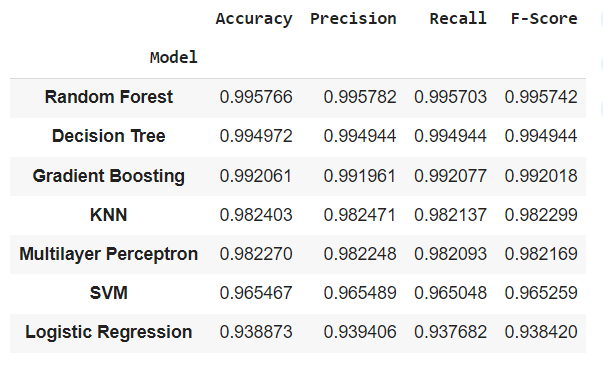 Accuracy Precision Recall F-Score
Model
Random Forest 0.995766 0.995782 0.995703 0.995742
Decision Tree 0.994972 0.994944 0.994944 0.994944
Gradient Boosting 0.992061 0.991961 0.992077 0.992018
KNN 0.982403 0.982471 0.982137 0.982299
Multilayer Perceptron 0.982270 0.982248 0.982093 0.982169
SVM 0.965467 0.965489 0.965048 0.965259
Logistic Regression 0.938873 0.939406 0.937682 0.938420